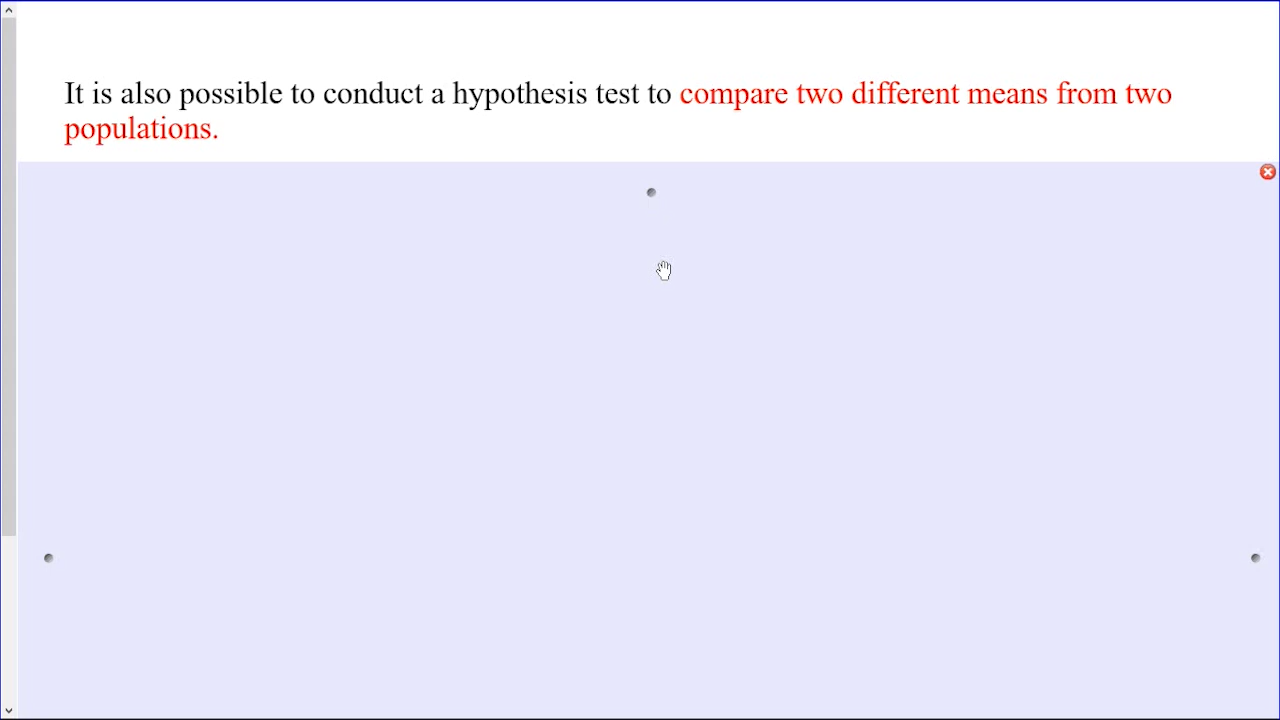 It is also possible to conduct a hypothesis test to compare two different means from two
populations.